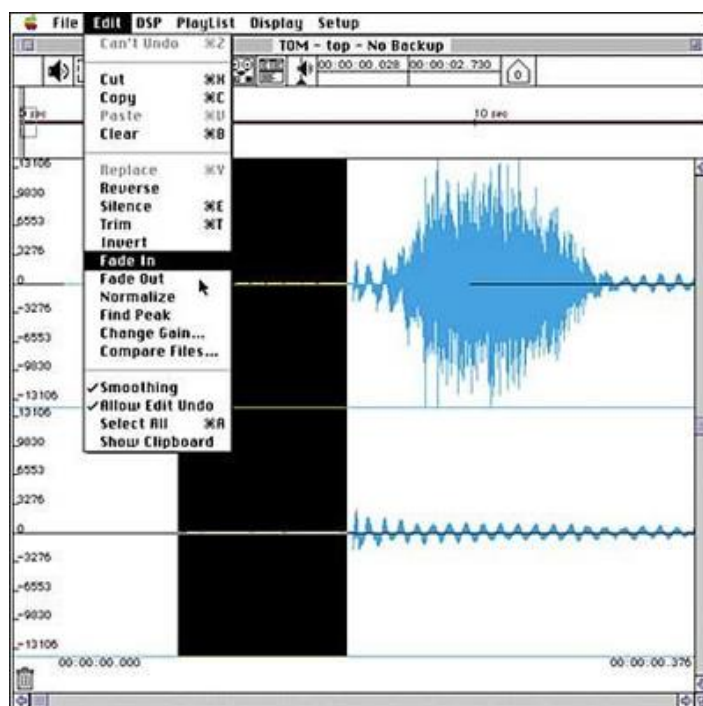 File Edit DSP PlayList Display Setup
TOM - top - No Backup
Can't Undo ⌘Z
00:00:00.028 00:00:02.730
0
Cut ⌘X
Copy ⌘C
Paste ⌘V
Clear ⌘B
sec
10 sec
Replace ⌘Y
Reverse
Silence ⌘E
Trim ⌘T
Invert
Fade In
Fade Out
Normalize
Find Peak
Change Gain...
Compare Files...
✓Smoothing
✓Allow Edit Undo
Select All ⌘A
Show Clipboard
13106
9830
6553
3276
0
-3276
-6553
-9830
-13106
13106
9830
6553
3276
0
-3276
-6553
-9830
-13106
00:00:00.000 00:00:00.376